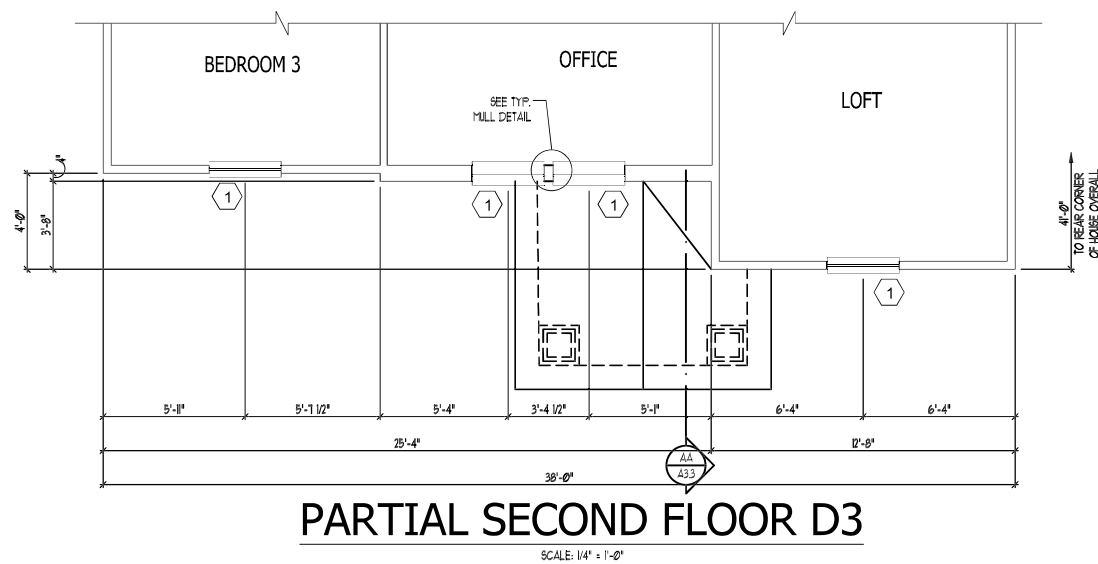 BEDROOM 3
OFFICE
LOFT
SEE TYP.
MULL DETAIL
4"
4'-0"
3'-8"
1
1
1
1
41'-0"
TO REAR CORNER
OF HOUSE OVERALL
5'-11"
5'-7 1/2"
5'-4"
3'-4 1/2"
5'-1"
6'-4"
6'-4"
25'-4"
12'-8"
AA
A3.3
38'-0"
PARTIAL SECOND FLOOR D3
SCALE: 1/4" = 1'-0"